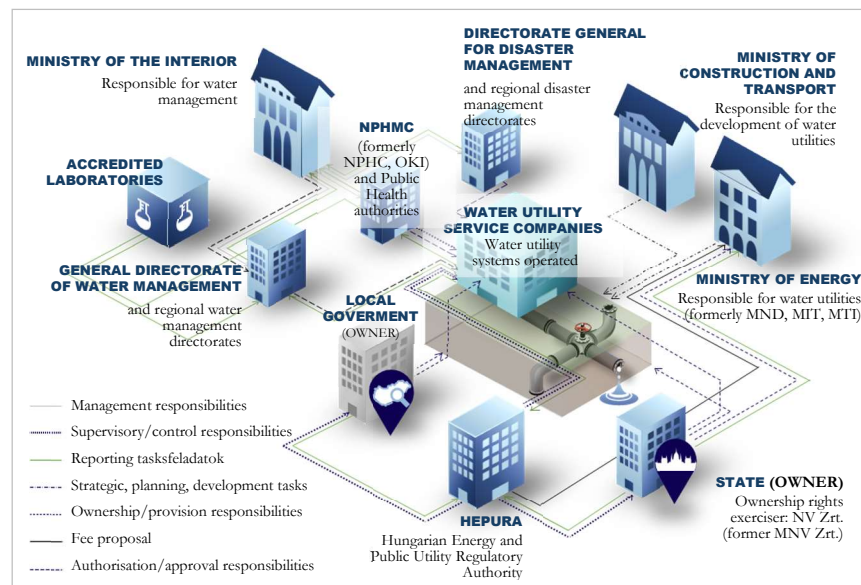 MINISTRY OF THE INTERIOR
Responsible for water
management
DIRECTORATE GENERAL
FOR DISASTER
MANAGEMENT
and regional disaster
management
directorates
MINISTRY OF
CONSTRUCTION AND
TRANSPORT
Responsible for the
development of water
utilities
NPHMC
(formerly
NPHC, OKI)
and Public
Health
authorities
ACCREDITED
LABORATORIES
WATER UTILITY
SERVICE COMPANIES
Water utility
systems operated
GENERAL DIRECTORATE
OF WATER MANAGEMENT
and regional water
management
directorates
MINISTRY OF ENERGY
Responsible for water utilities
(formerly MND, MIT, MTI)
LOCAL
GOVERMENT
(OWNER)
Management responsibilities
Supervisory/control responsibilities
Reporting tasksfeladatok
Strategic, planning, development tasks
Ownership/provision responsibilities
Fee proposal
Authorisation/approval responsibilities
HEPURA
Hungarian Energy and
Public Utility Regulatory
Authority
STATE (OWNER)
Ownership rights
exerciser: NV Zrt.
(former MNV Zrt.)